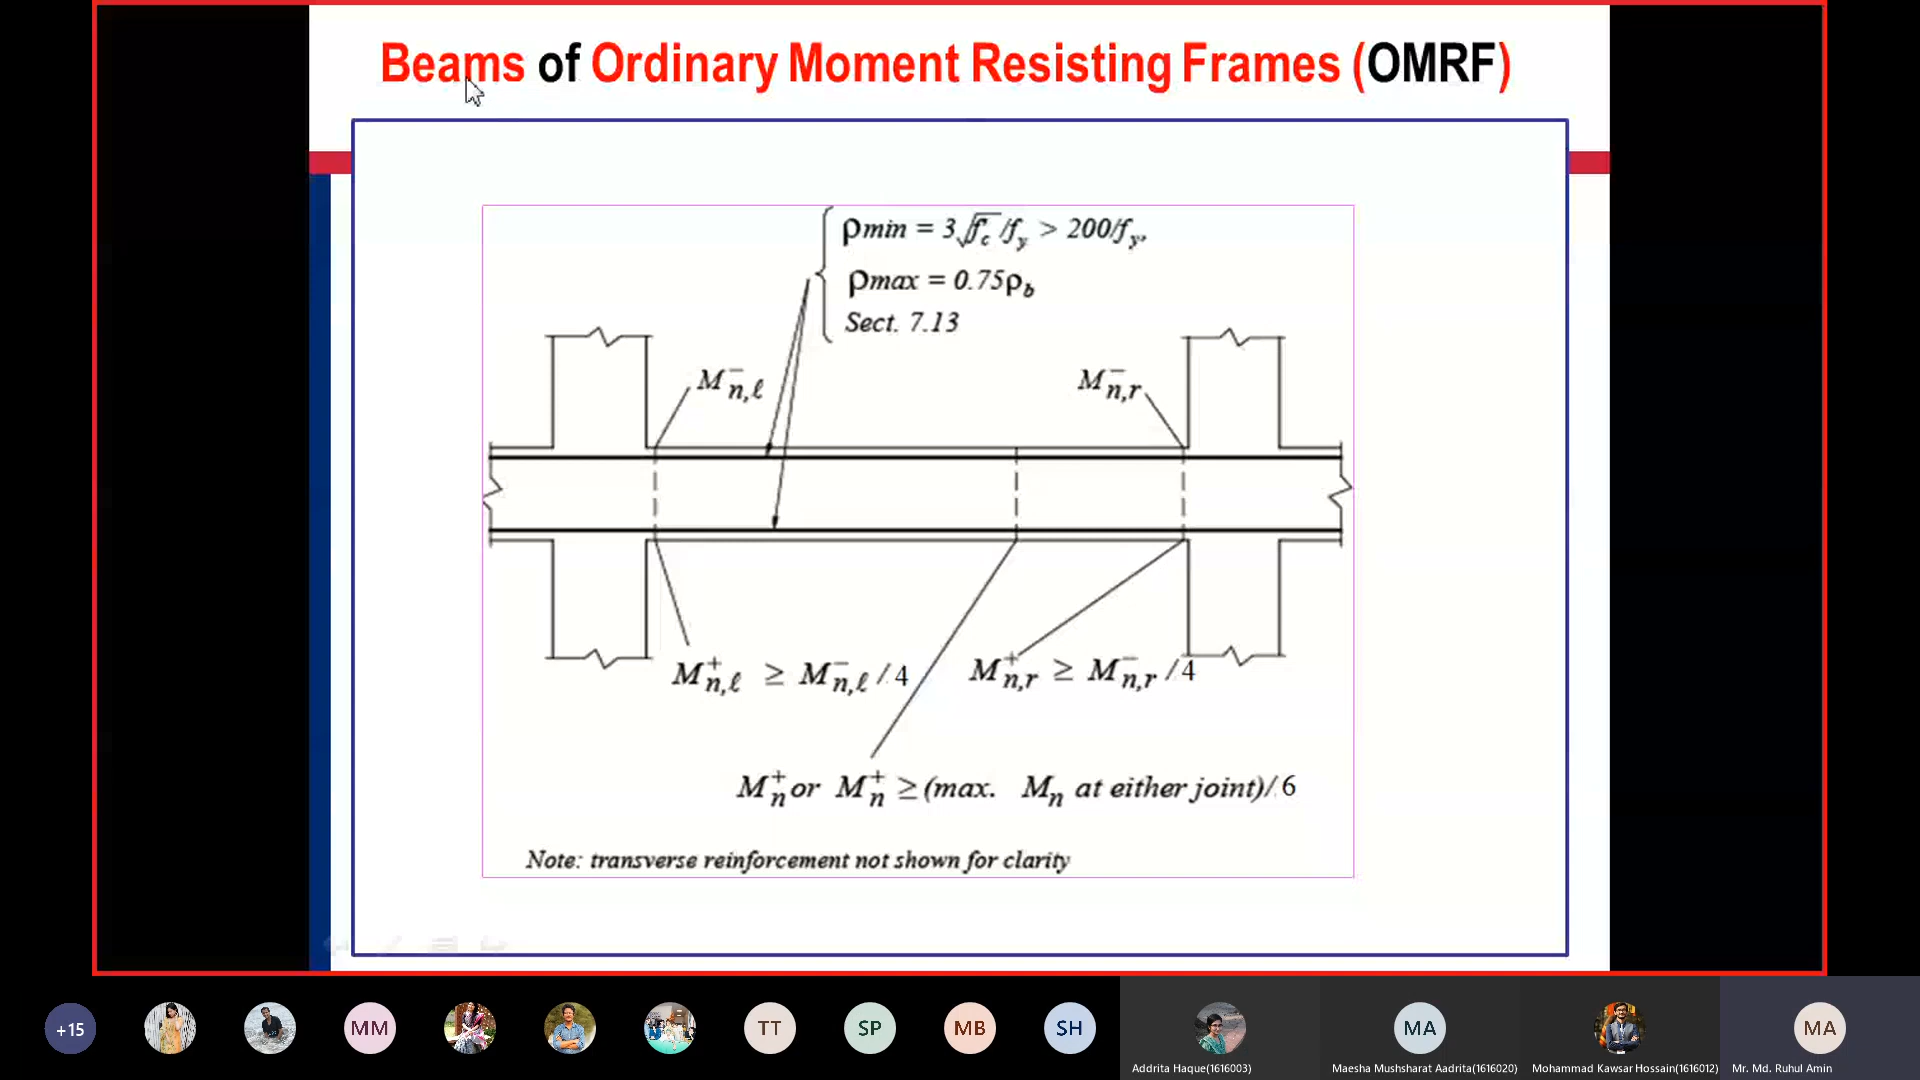 Beams of Ordinary Moment Resisting Frames (OMRF)
ρmin = 3√f'c /fy > 200/fy,
ρmax = 0.75ρb
Sect. 7.13
M⁻n,ℓ
M⁻n,r
M⁺n,ℓ ≥ M⁻n,ℓ / 4
M⁺n,r ≥ M⁻n,r / 4
M⁺n or M⁺n ≥ (max. Mn at either joint)/ 6
Note: transverse reinforcement not shown for clarity
+15
MM
TT
SP
MB
SH
MA
MA
Addrita Haque(1616003)
Maesha Mushsharat Aadrita(1616020)
Mohammad Kawsar Hossain(1616012)
Mr. Md. Ruhul Amin